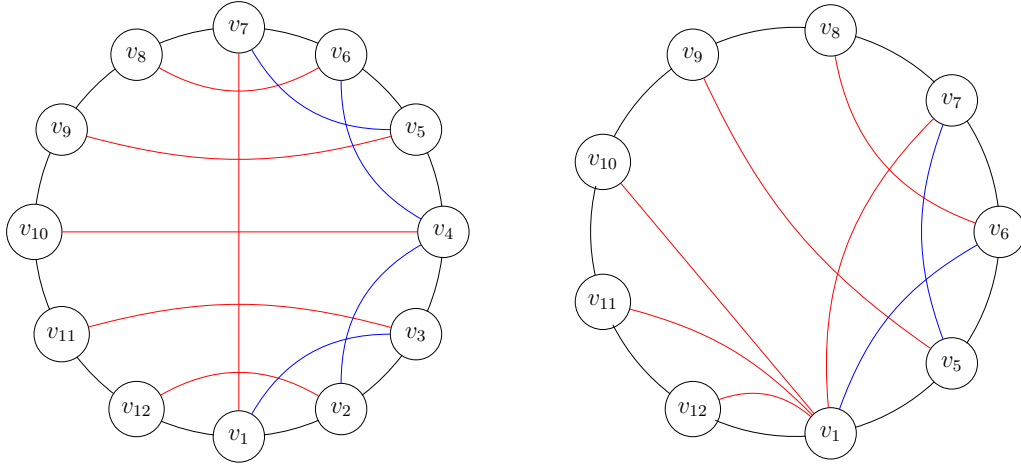 v₇
v₈ v₆
v₉ v₅
v₁₀ v₄
v₁₁ v₃
v₁₂ v₂
v₁
v₈
v₉
v₇
v₁₀
v₆
v₁₁
v₅
v₁₂
v₁